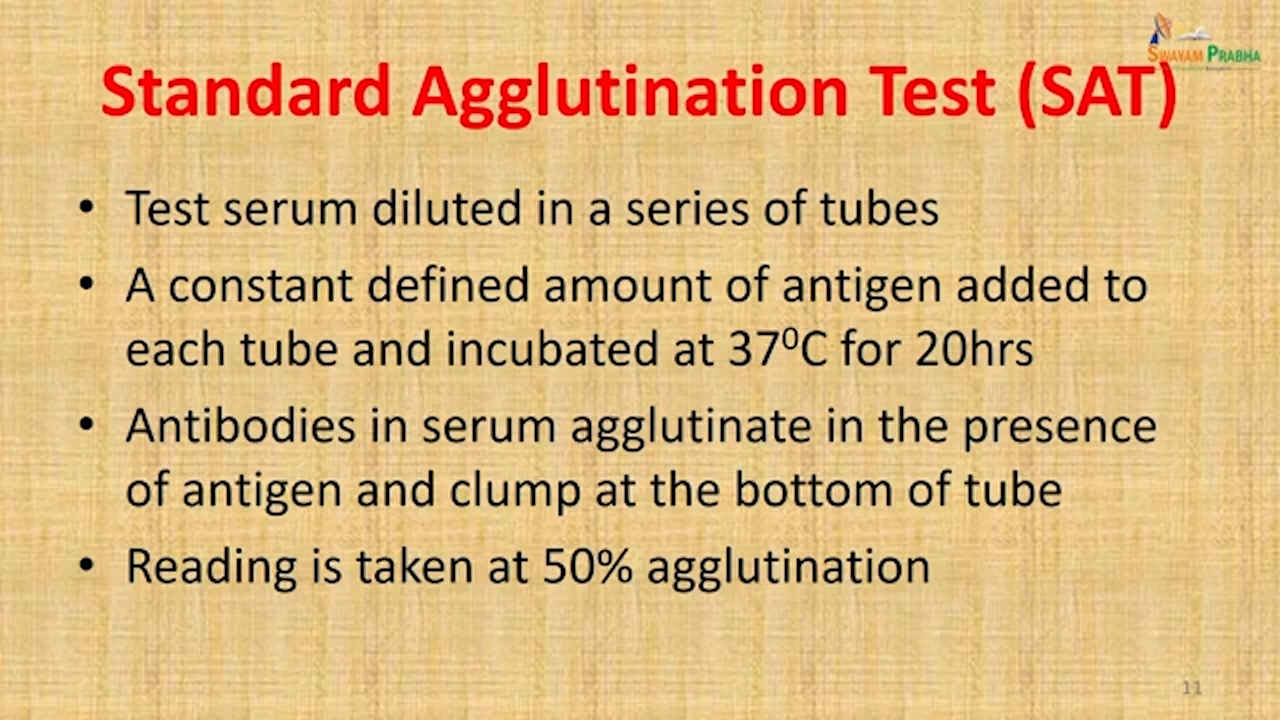 SWAYAM PRABHA
Standard Agglutination Test (SAT)
• Test serum diluted in a series of tubes
• A constant defined amount of antigen added to
each tube and incubated at 37⁰C for 20hrs
• Antibodies in serum agglutinate in the presence
of antigen and clump at the bottom of tube
• Reading is taken at 50% agglutination
11